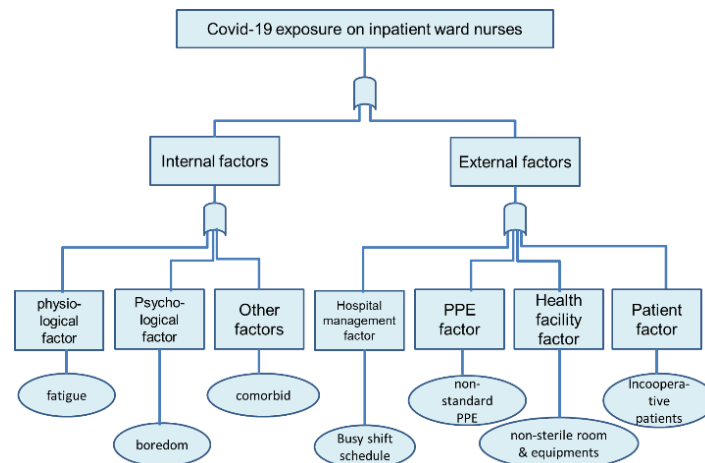 Covid-19 exposure on inpatient ward nurses
Internal factors
External factors
physio-
logical
factor
Psycho-
logical
factor
Other
factors
Hospital
management
factor
PPE
factor
Health
facility
factor
Patient
factor
fatigue
boredom
comorbid
Busy shift
schedule
non-
standard
PPE
non-sterile room
& equipments
Incoopera-
tive
patients